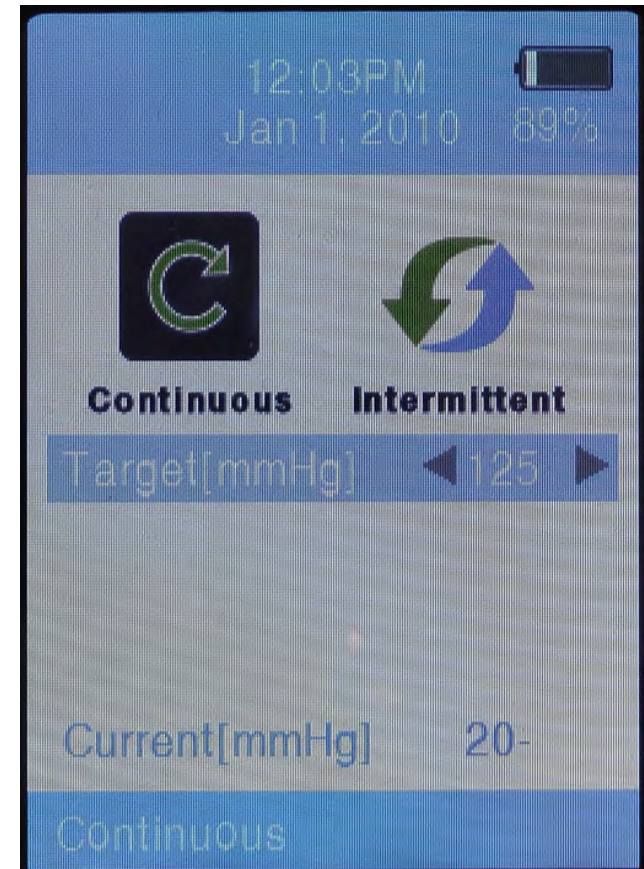 12:03PM
Jan 1, 2010 89%
Continuous Intermittent
Target[mmHg] 125
Current[mmHg] 20-
Continuous